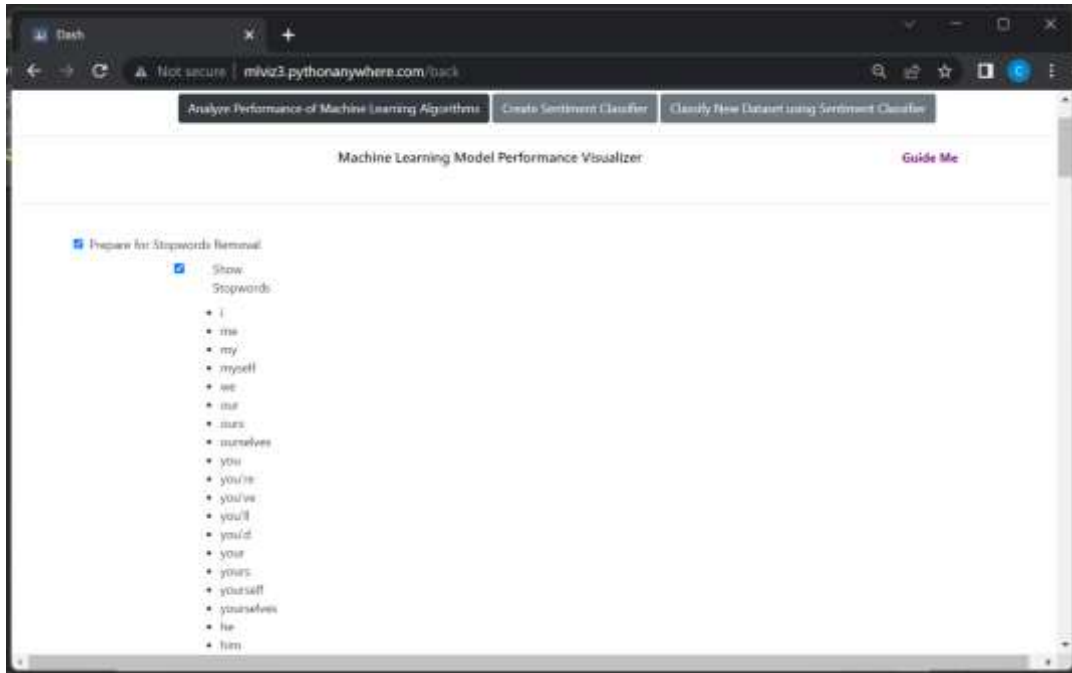 Dash
Not secure | mlviz3.pythonanywhere.com/back
Analyze Performance of Machine Learning Algorithms Create Sentiment Classifier Classify New Dataset using Sentiment Classifier
Machine Learning Model Performance Visualizer Guide Me
Prepare for Stopwords Removal
Show
Stopwords
i
me
my
myself
we
our
ours
ourselves
you
you're
you've
you'll
you'd
your
yours
yourself
yourselves
he
him